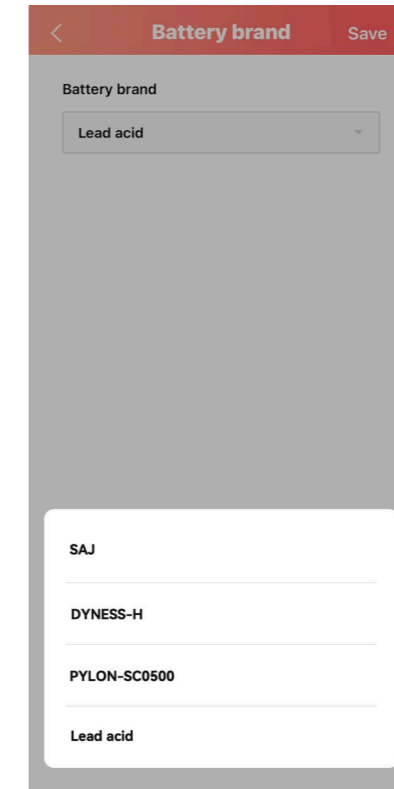 Battery brand Save
Battery brand
Lead acid
SAJ
DYNESS-H
PYLON-SC0500
Lead acid